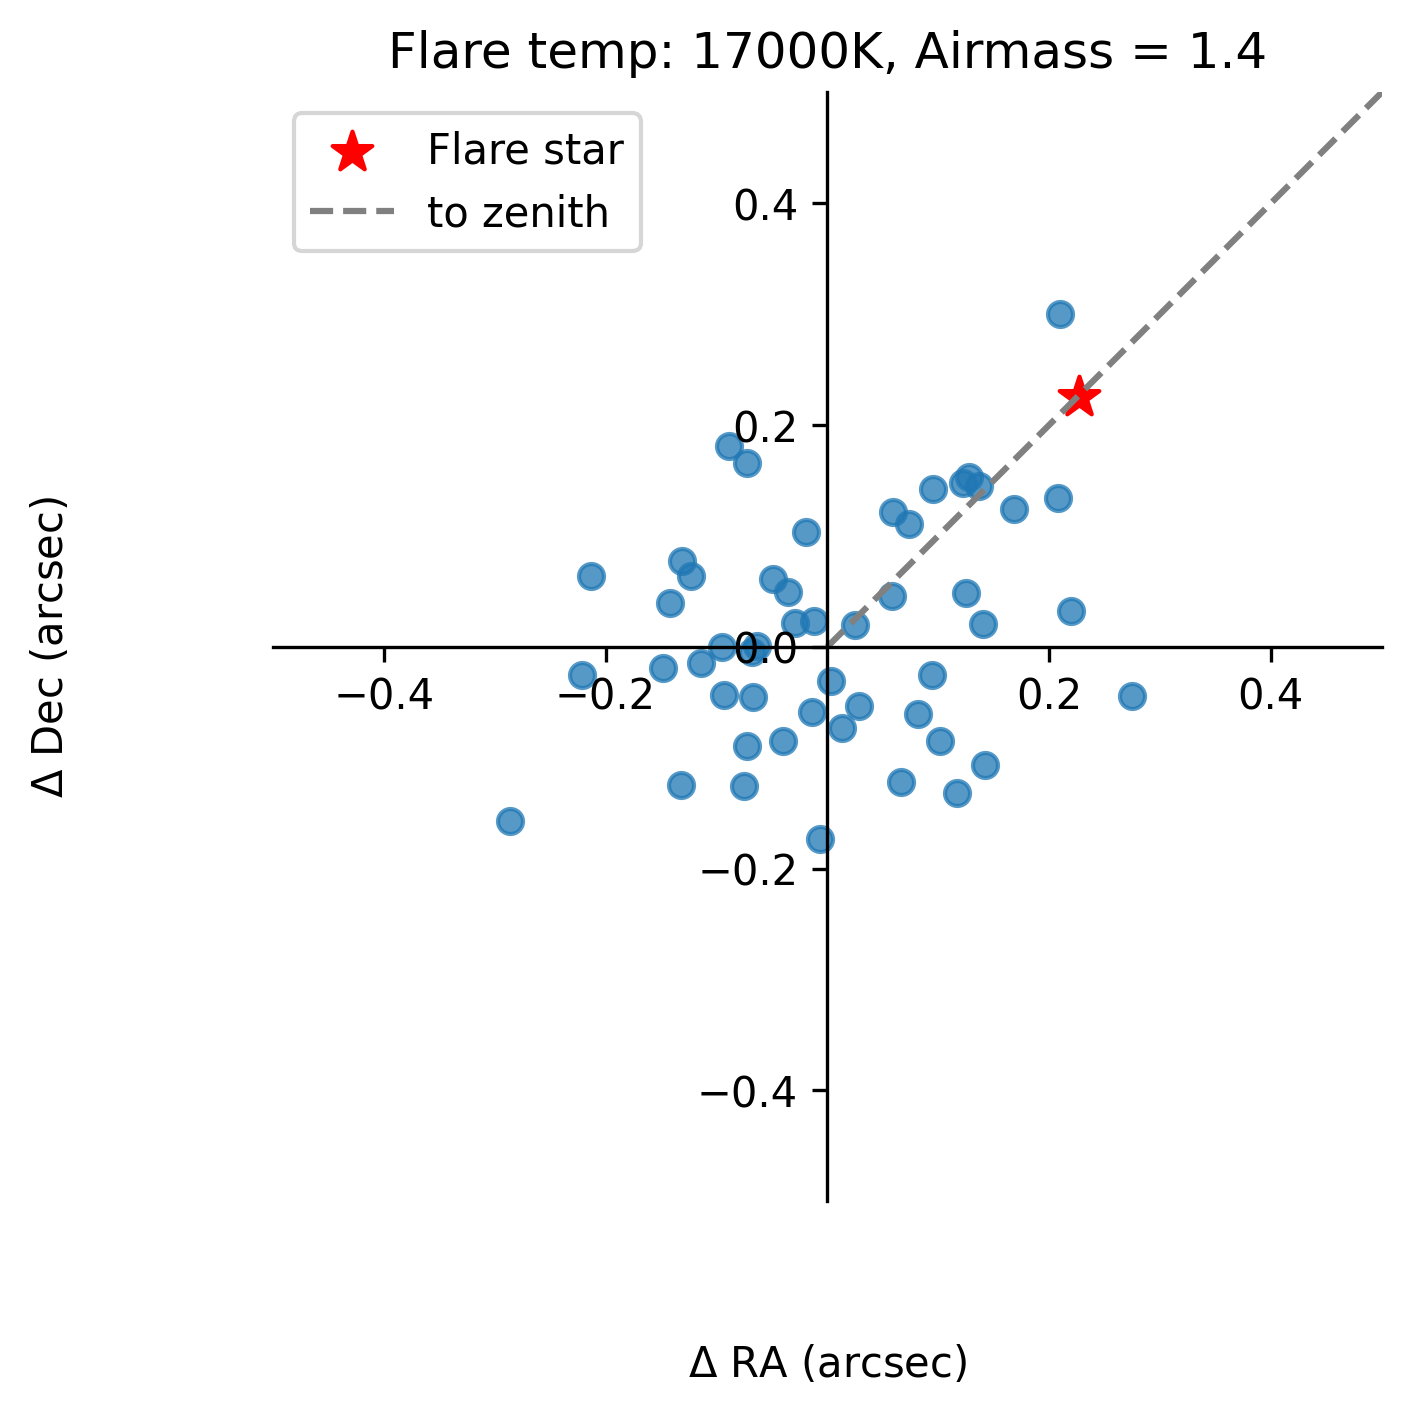 Flare temp: 17000K, Airmass = 1.4
Flare star
to zenith
0.4
0.2
0.0
−0.4
−0.2
0.2
0.4
−0.2
−0.4
Δ Dec (arcsec)
Δ RA (arcsec)